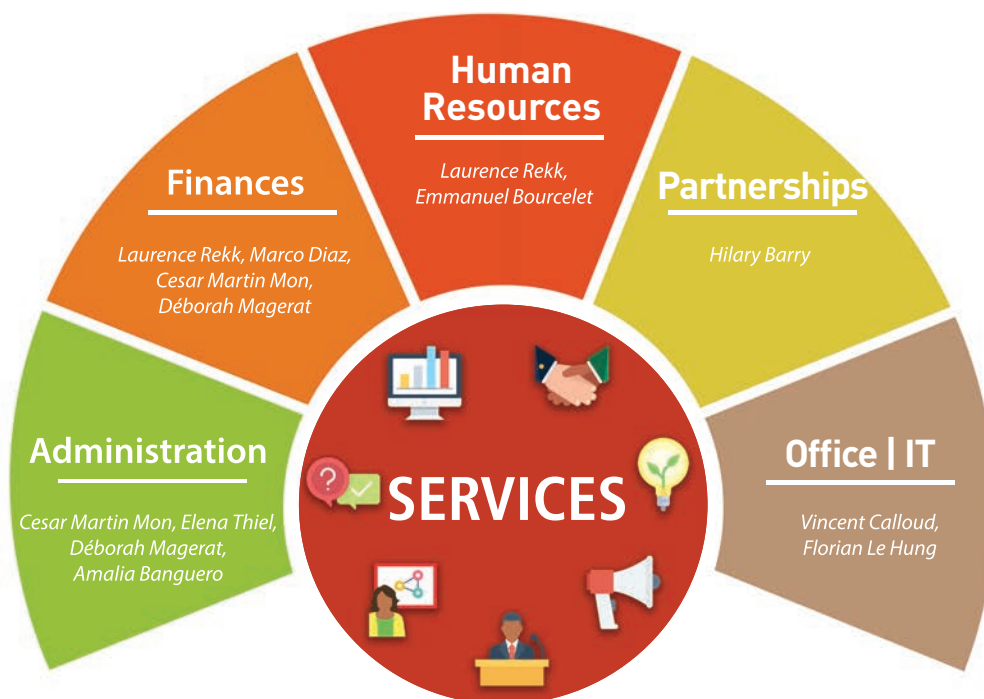 Human
Resources
Laurence Rekk,
Emmanuel Bourcelet
Finances
Laurence Rekk, Marco Diaz,
Cesar Martin Mon,
Déborah Magerat
Partnerships
Hilary Barry
Administration
Cesar Martin Mon, Elena Thiel,
Déborah Magerat,
Amalia Banguero
Office | IT
Vincent Calloud,
Florian Le Hung
?
SERVICES